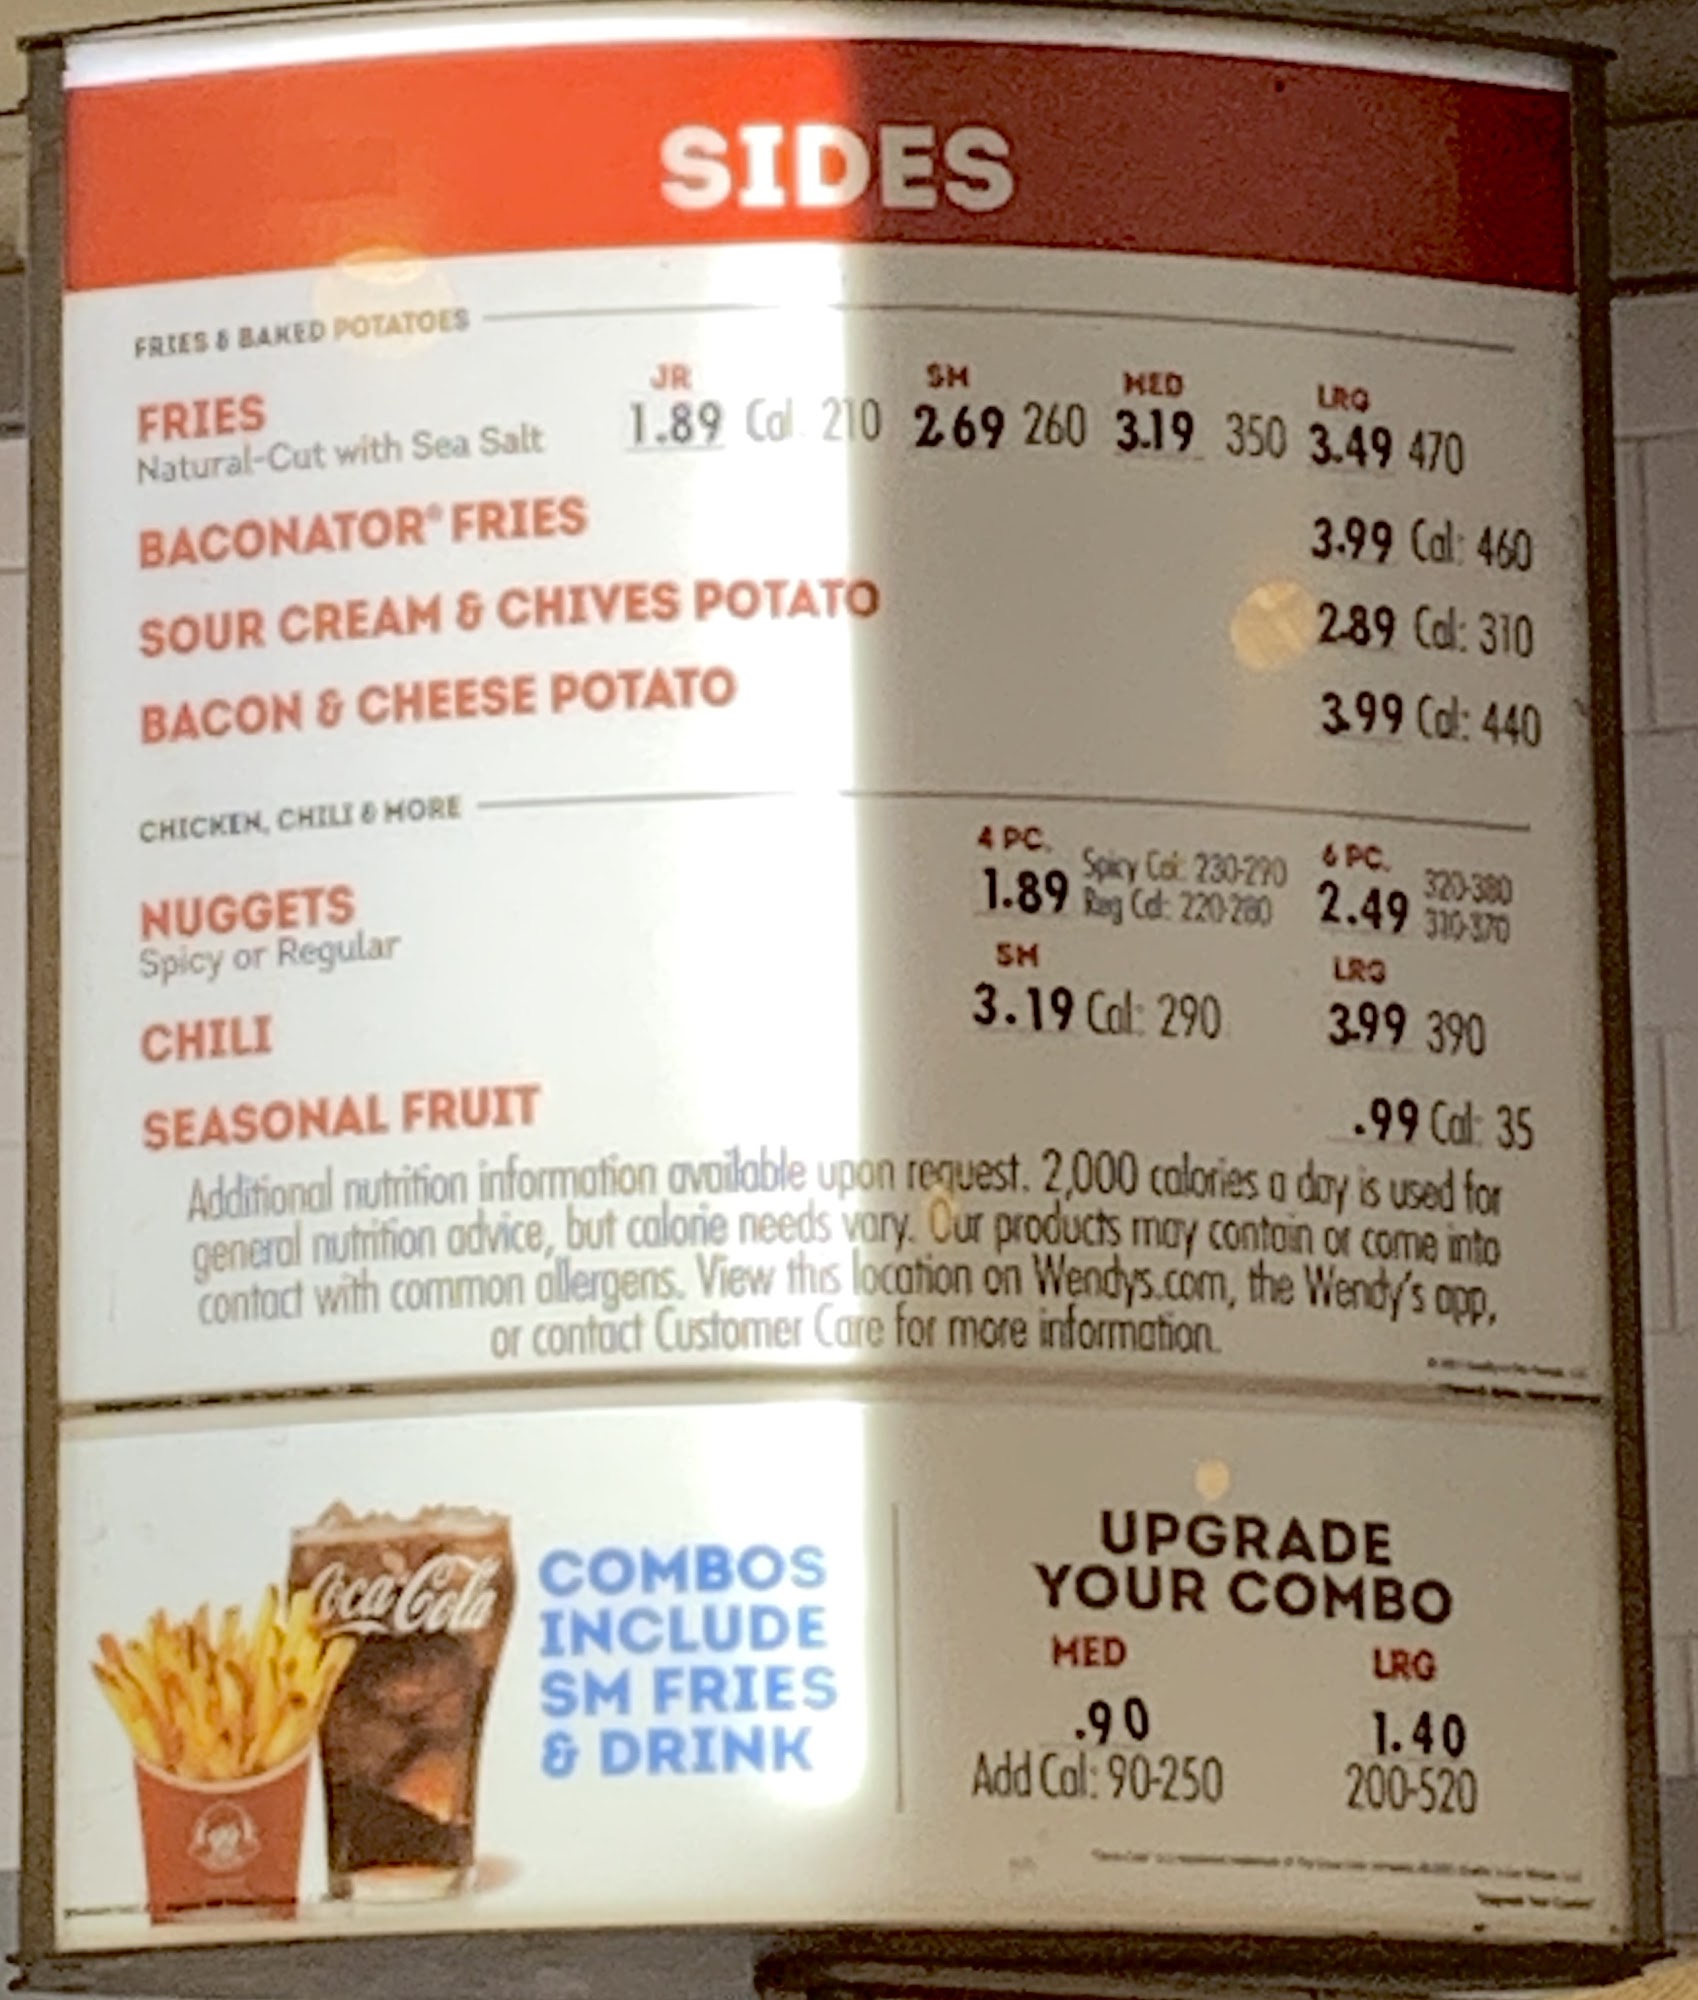 SIDES
FRIES & BAKED POTATOES
JR SM MED LRG
FRIES 1.89 Cal 210 2.69 260 3.19 350 3.49 470
Natural-Cut with Sea Salt
BACONATOR® FRIES 3.99 Cal: 460
SOUR CREAM & CHIVES POTATO 2.89 Cal: 310
BACON & CHEESE POTATO 3.99 Cal: 440
CHICKEN, CHILI & MORE
4 PC. 6 PC.
NUGGETS 1.89 Spicy Cal: 230-290 2.49 320-380
Spicy or Regular Reg Cal: 220-280 310-370
SM LRG
CHILI 3.19 Cal: 290 3.99 390
SEASONAL FRUIT .99 Cal: 35
Additional nutrition information available upon request. 2,000 calories a day is used for
general nutrition advice, but calorie needs vary. Our products may contain or come into
contact with common allergens. View this location on Wendys.com, the Wendy's app,
or contact Customer Care for more information.
Coca-Cola
COMBOS
INCLUDE
SM FRIES
& DRINK
UPGRADE
YOUR COMBO
MED LRG
.90 1.40
Add Cal: 90-250 200-520